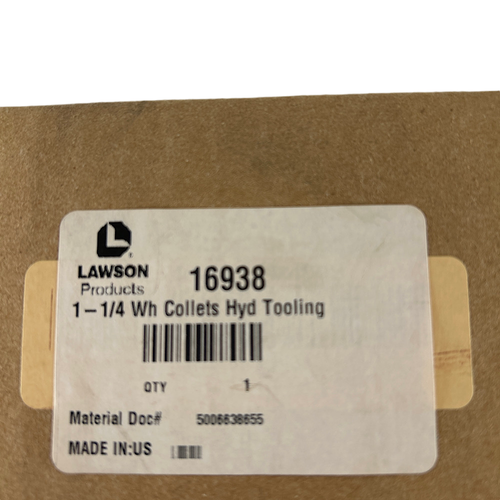 LAWSON 16938
Products
1-1/4 Wh Collets Hyd Tooling
QTY 1
Material Doc# 5006638655
MADE IN:US